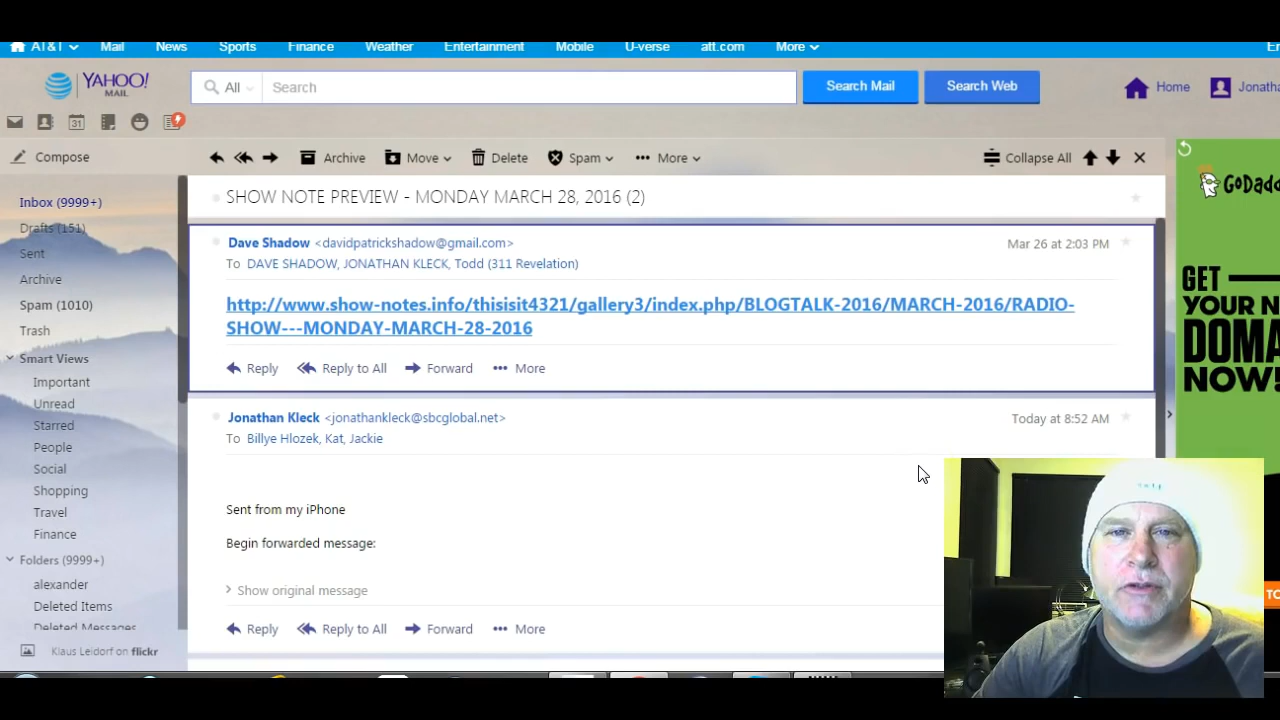 AT&T Mail News Sports Finance Weather Entertainment Mobile U-verse att.com More
YAHOO! MAIL All Search Search Mail Search Web Home
31
Compose Archive Move Delete Spam More Collapse All
SHOW NOTE PREVIEW - MONDAY MARCH 28, 2016 (2)
Inbox (9999+)
Drafts (151)
Sent
Archive
Spam (1010)
Trash
Smart Views
Important
Unread
Starred
People
Social
Shopping
Travel
Finance
Folders (9999+)
alexander
Deleted Items
Deleted Messages
Klaus Leidorf on flickr
Dave Shadow <davidpatrickshadow@gmail.com> Mar 26 at 2:03 PM
To DAVE SHADOW, JONATHAN KLECK, Todd (311 Revelation)
http://www.show-notes.info/thisisit4321/gallery3/index.php/BLOGTALK-2016/MARCH-2016/RADIO-
SHOW---MONDAY-MARCH-28-2016
Reply Reply to All Forward More
Jonathan Kleck <jonathankleck@sbcglobal.net> Today at 8:52 AM
To Billye Hlozek, Kat, Jackie
Sent from my iPhone
Begin forwarded message:
Show original message
Reply Reply to All Forward More
GET
NOW!